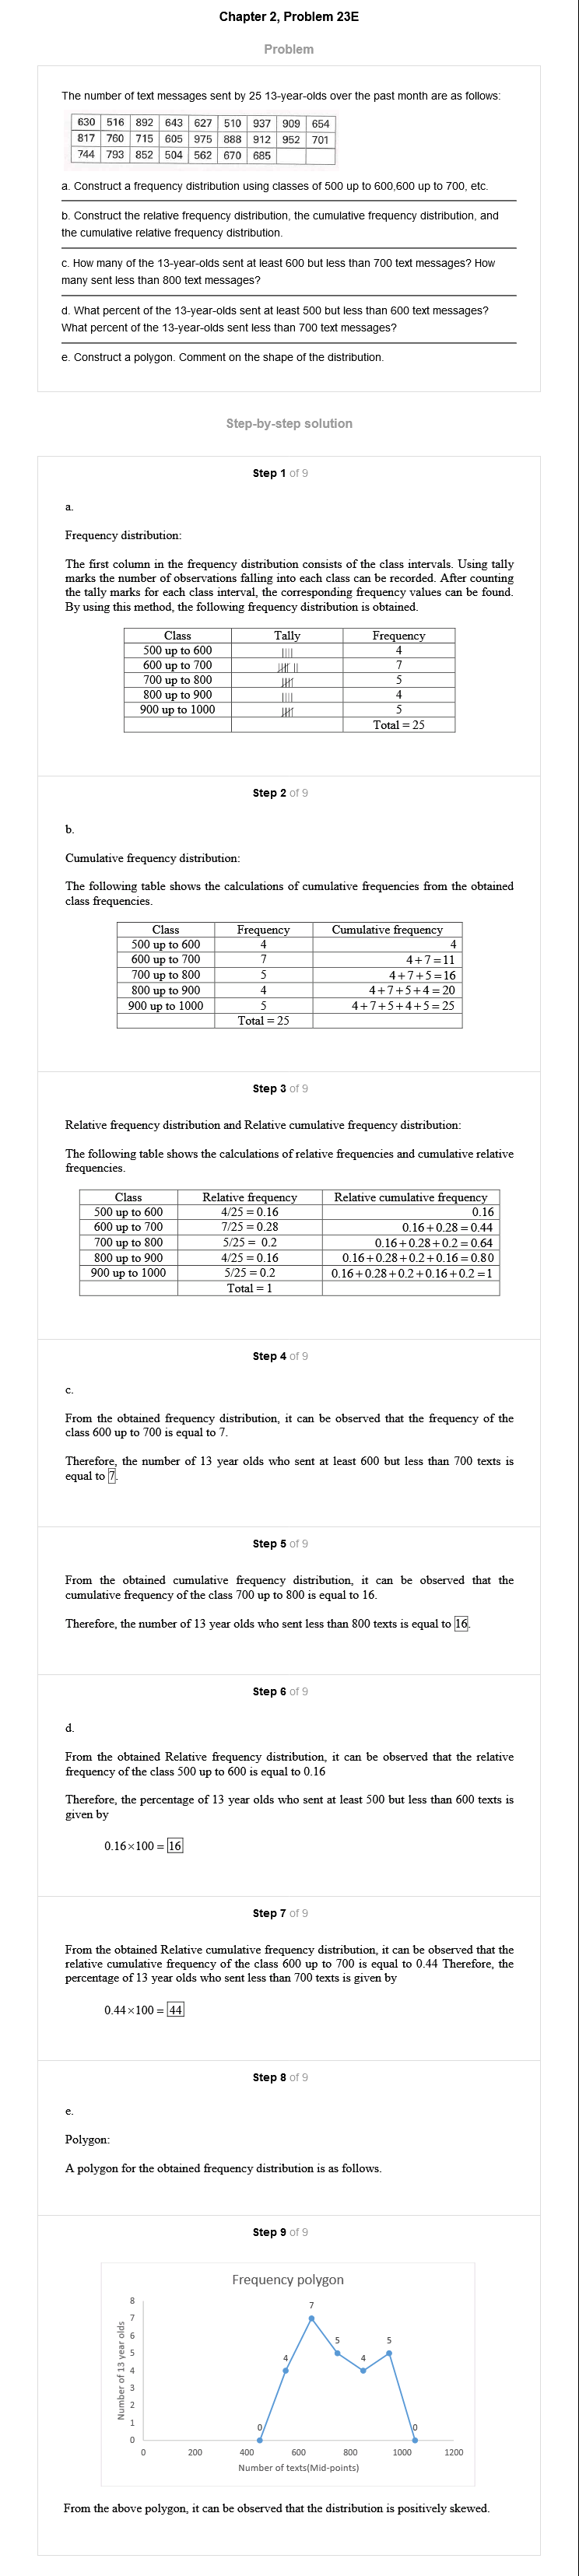 Chapter 2, Problem 23E
Problem
The number of text messages sent by 25 13-year-olds over the past month are as follows:
630 516 892 643 627 510 937 909 654
817 760 715 605 975 888 912 952 701
744 793 852 504 562 670 685
a. Construct a frequency distribution using classes of 500 up to 600,600 up to 700, etc.
b. Construct the relative frequency distribution, the cumulative frequency distribution, and
the cumulative relative frequency distribution.
c. How many of the 13-year-olds sent at least 600 but less than 700 text messages? How
many sent less than 800 text messages?
d. What percent of the 13-year-olds sent at least 500 but less than 600 text messages?
What percent of the 13-year-olds sent less than 700 text messages?
e. Construct a polygon. Comment on the shape of the distribution.
Step-by-step solution
Step 1 of 9
a.
Frequency distribution:
The first column in the frequency distribution consists of the class intervals. Using tally
marks the number of observations falling into each class can be recorded. After counting
the tally marks for each class interval, the corresponding frequency values can be found.
By using this method, the following frequency distribution is obtained.
Class Tally Frequency
500 up to 600 4
600 up to 700 7
700 up to 800 5
800 up to 900 4
900 up to 1000 5
Total = 25
Step 2 of 9
b.
Cumulative frequency distribution:
The following table shows the calculations of cumulative frequencies from the obtained
class frequencies.
Class Frequency Cumulative frequency
500 up to 600 4 4
600 up to 700 7 4+7=11
700 up to 800 5 4+7+5=16
800 up to 900 4 4+7+5+4=20
900 up to 1000 5 4+7+5+4+5=25
Total = 25
Step 3 of 9
Relative frequency distribution and Relative cumulative frequency distribution:
The following table shows the calculations of relative frequencies and cumulative relative
frequencies.
Class Relative frequency Relative cumulative frequency
500 up to 600 4/25 = 0.16 0.16
600 up to 700 7/25 = 0.28 0.16+0.28=0.44
700 up to 800 5/25 = 0.2 0.16+0.28+0.2=0.64
800 up to 900 4/25 = 0.16 0.16+0.28+0.2+0.16=0.80
900 up to 1000 5/25 = 0.2 0.16+0.28+0.2+0.16+0.2=1
Total = 1
Step 4 of 9
c.
From the obtained frequency distribution, it can be observed that the frequency of the
class 600 up to 700 is equal to 7.
Therefore, the number of 13 year olds who sent at least 600 but less than 700 texts is
equal to 7.
Step 5 of 9
From the obtained cumulative frequency distribution, it can be observed that the
cumulative frequency of the class 700 up to 800 is equal to 16.
Therefore, the number of 13 year olds who sent less than 800 texts is equal to 16.
Step 6 of 9
d.
From the obtained Relative frequency distribution, it can be observed that the relative
frequency of the class 500 up to 600 is equal to 0.16
Therefore, the percentage of 13 year olds who sent at least 500 but less than 600 texts is
given by
0.16×100 = 16
Step 7 of 9
From the obtained Relative cumulative frequency distribution, it can be observed that the
relative cumulative frequency of the class 600 up to 700 is equal to 0.44 Therefore, the
percentage of 13 year olds who sent less than 700 texts is given by
0.44×100 = 44
Step 8 of 9
e.
Polygon:
A polygon for the obtained frequency distribution is as follows.
Step 9 of 9
Frequency polygon
Number of 13 year olps
8
7
6
5
4
3
2
1
0
0 4 7 5 4 5 0
0 200 400 600 800 1000 1200
Number of texts(Mid-points)
From the above polygon, it can be observed that the distribution is positively skewed.